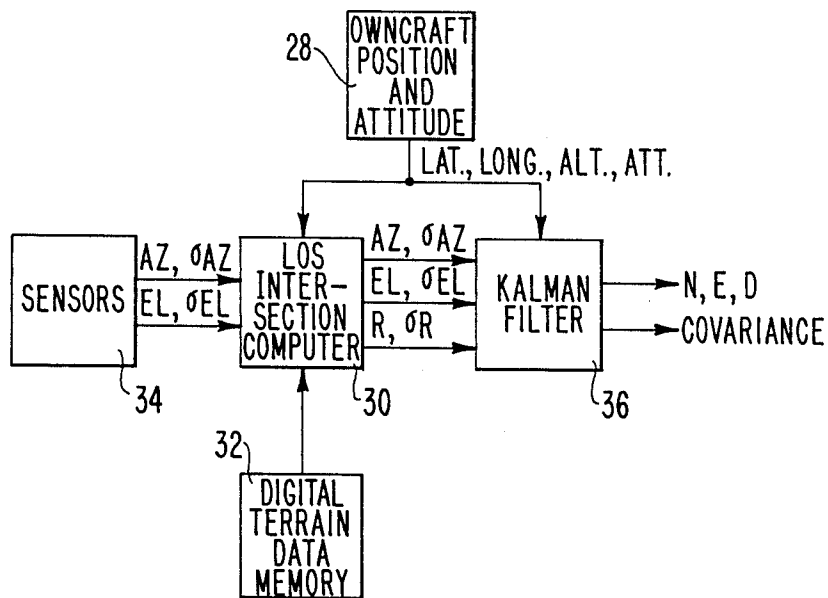 OWNCRAFT
POSITION
AND
ATTITUDE
28
LAT., LONG., ALT., ATT.
SENSORS
34
AZ, σAZ
EL, σEL
LOS
INTER-
SECTION
COMPUTER
30
AZ, σAZ
EL, σEL
R, σR
KALMAN
FILTER
36
N, E, D
COVARIANCE
32
DIGITAL
TERRAIN
DATA
MEMORY